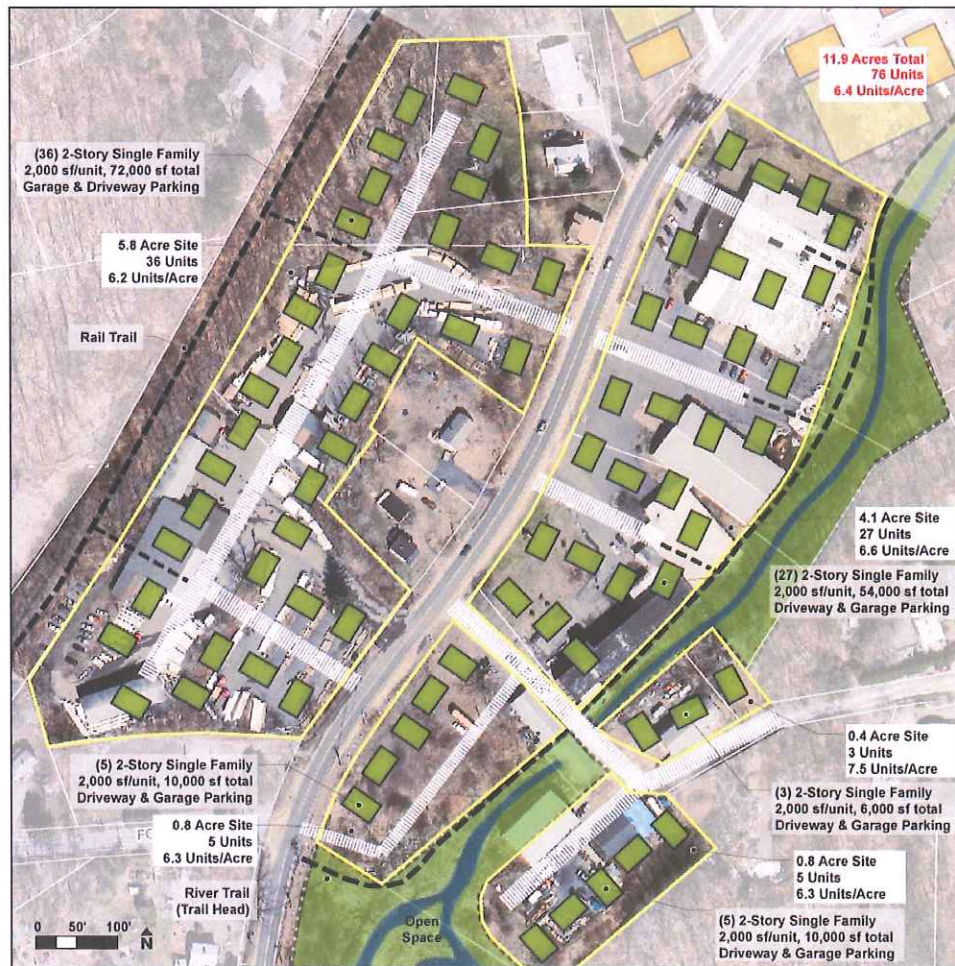 11.9 Acres Total
76 Units
6.4 Units/Acre
(36) 2-Story Single Family
2,000 sf/unit, 72,000 sf total
Garage & Driveway Parking
5.8 Acre Site
36 Units
6.2 Units/Acre
Rail Trail
4.1 Acre Site
27 Units
6.6 Units/Acre
(27) 2-Story Single Family
2,000 sf/unit, 54,000 sf total
Driveway & Garage Parking
0.4 Acre Site
3 Units
7.5 Units/Acre
(5) 2-Story Single Family
2,000 sf/unit, 10,000 sf total
Driveway & Garage Parking
(3) 2-Story Single Family
2,000 sf/unit, 6,000 sf total
Driveway & Garage Parking
FO
0.8 Acre Site
5 Units
6.3 Units/Acre
0.8 Acre Site
5 Units
6.3 Units/Acre
River Trail
(Trail Head)
Open
Space
(5) 2-Story Single Family
2,000 sf/unit, 10,000 sf total
Driveway & Garage Parking
0 50' 100'
N